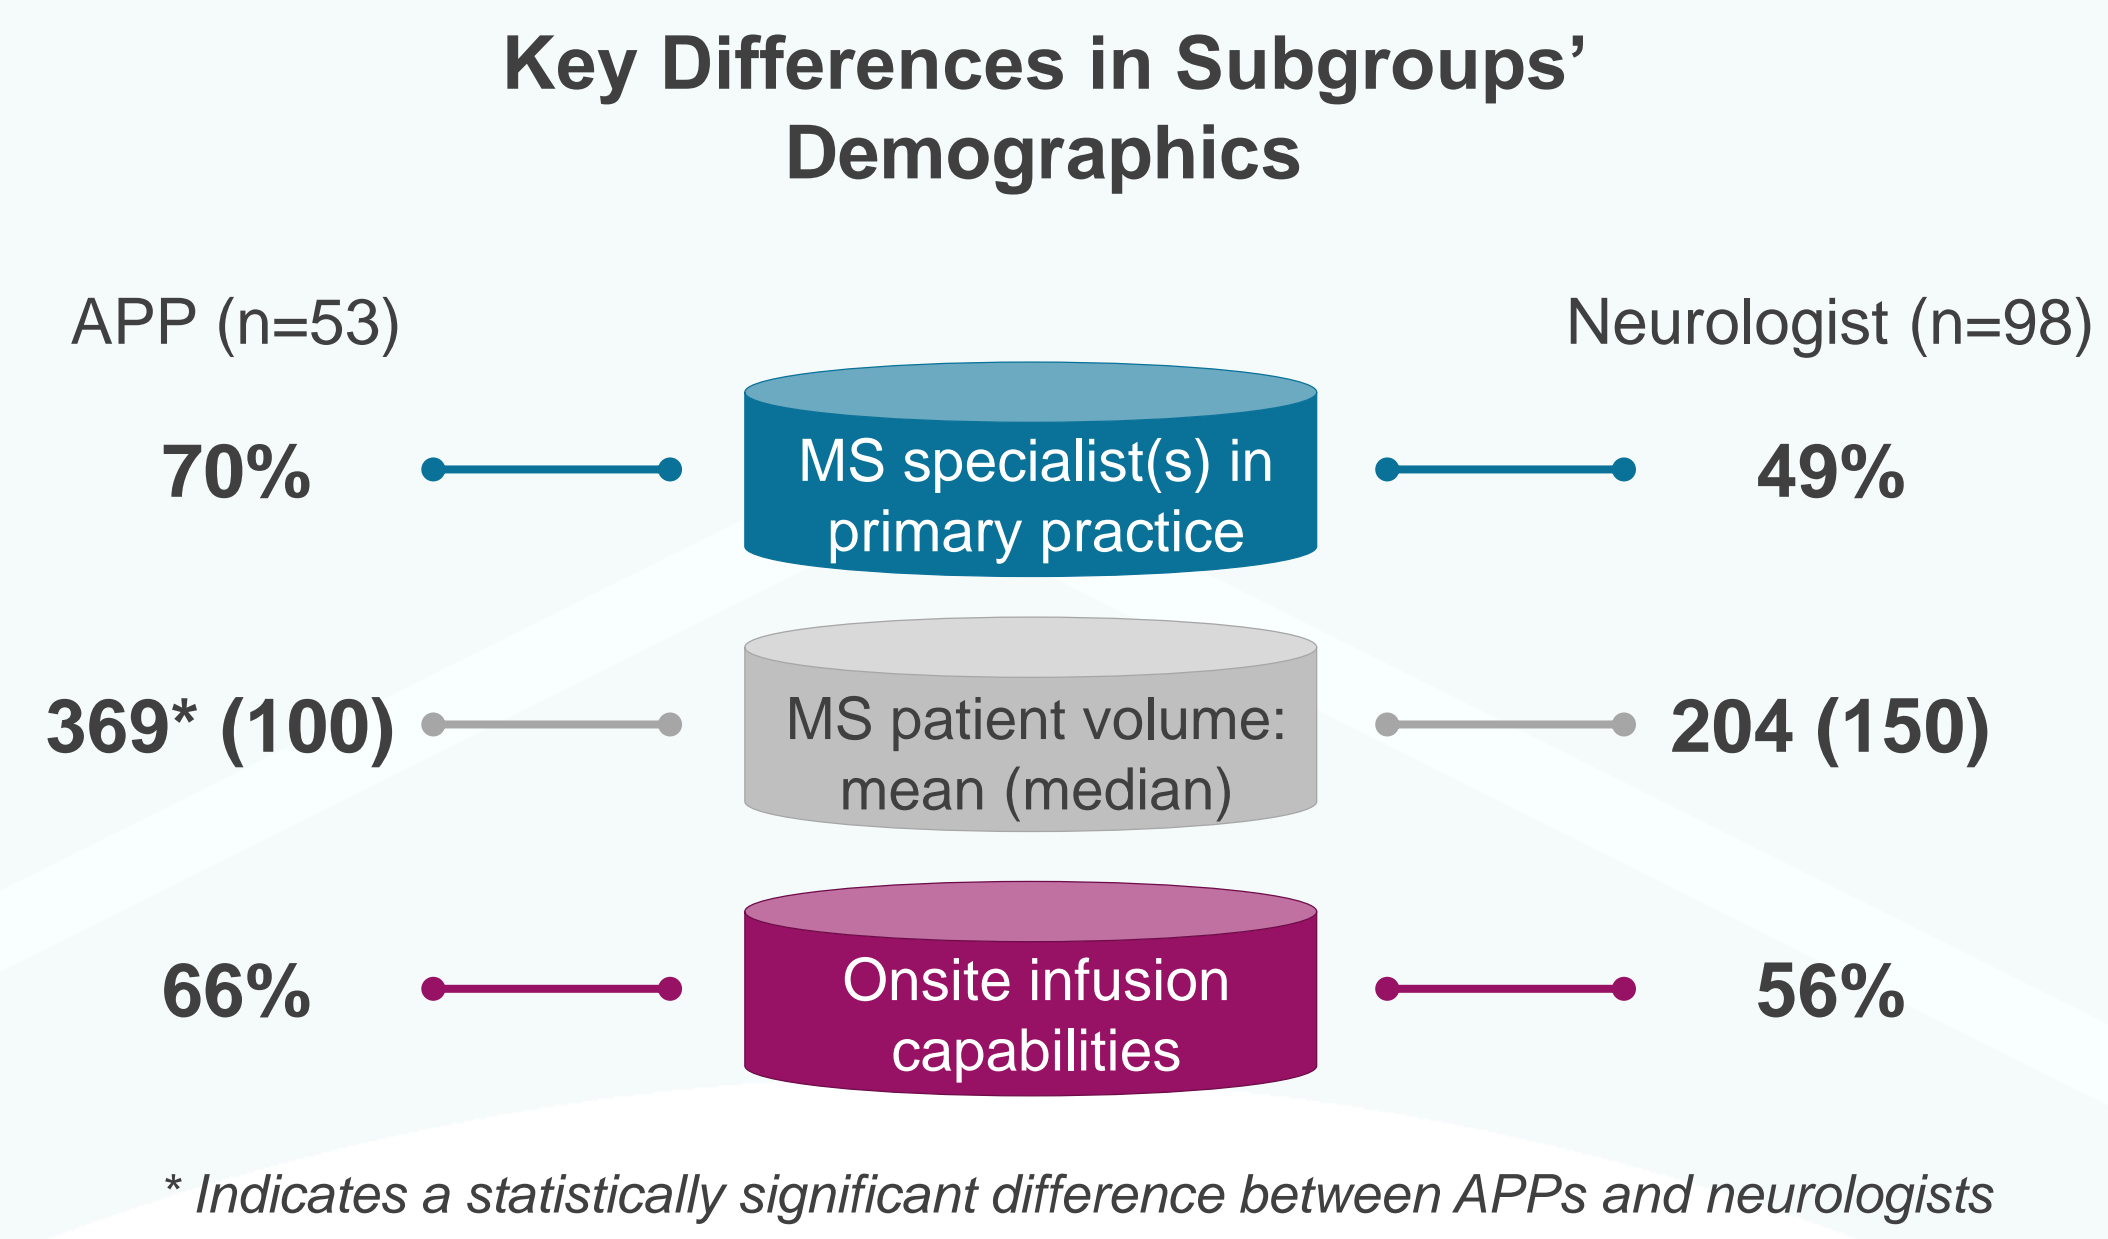 Key Differences in Subgroups’
Demographics
APP (n=53)
Neurologist (n=98)
70%
MS specialist(s) in
primary practice
49%
369* (100)
MS patient volume:
mean (median)
204 (150)
66%
Onsite infusion
capabilities
56%
* Indicates a statistically significant difference between APPs and neurologists